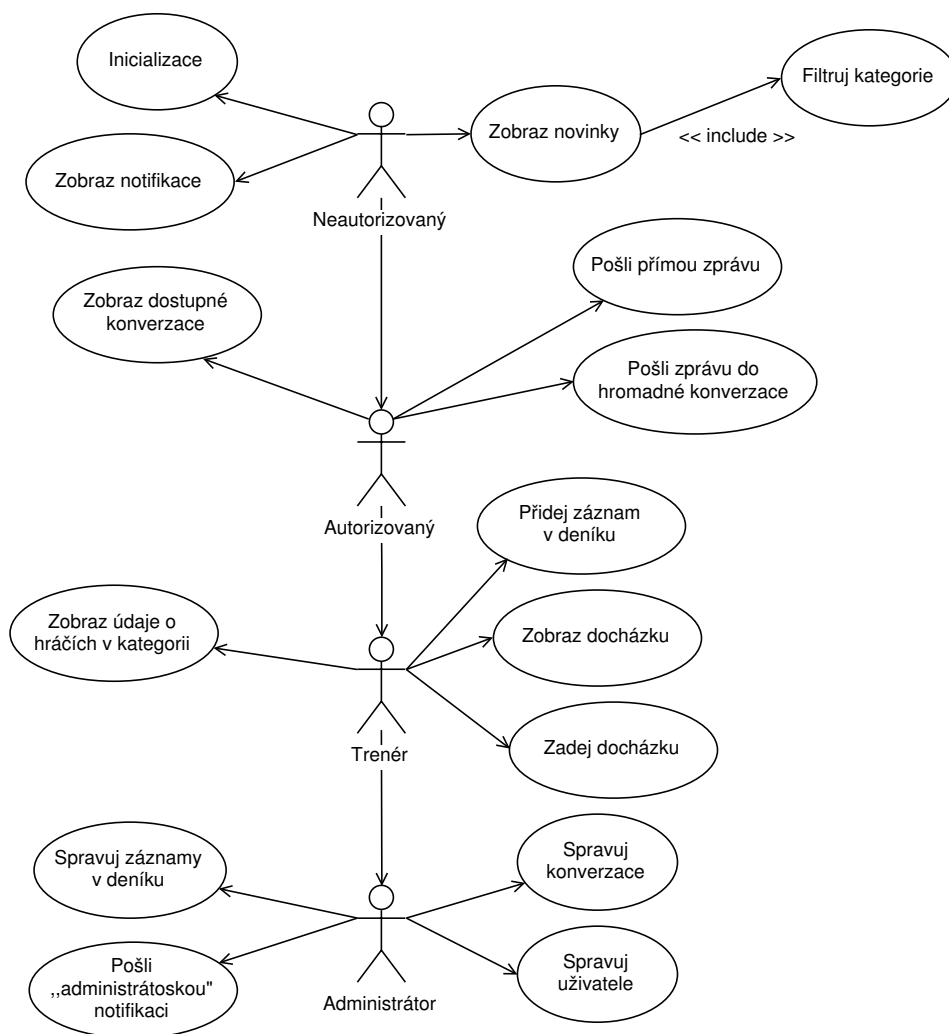 Inicializace
Filtruj kategorie
Zobraz novinky
<< include >>
Zobraz notifikace
Neautorizovaný
Pošli přímou zprávu
Zobraz dostupné
konverzace
Pošli zprávu do
hromadné konverzace
Autorizovaný
Přidej záznam
v deníku
Zobraz údaje o
hráčích v kategorii
Zobraz docházku
Trenér
Zadej docházku
Spravuj záznamy
v deníku
Spravuj
konverzace
Pošli
,,administrátoskou"
notifikaci
Spravuj
uživatele
Administrátor